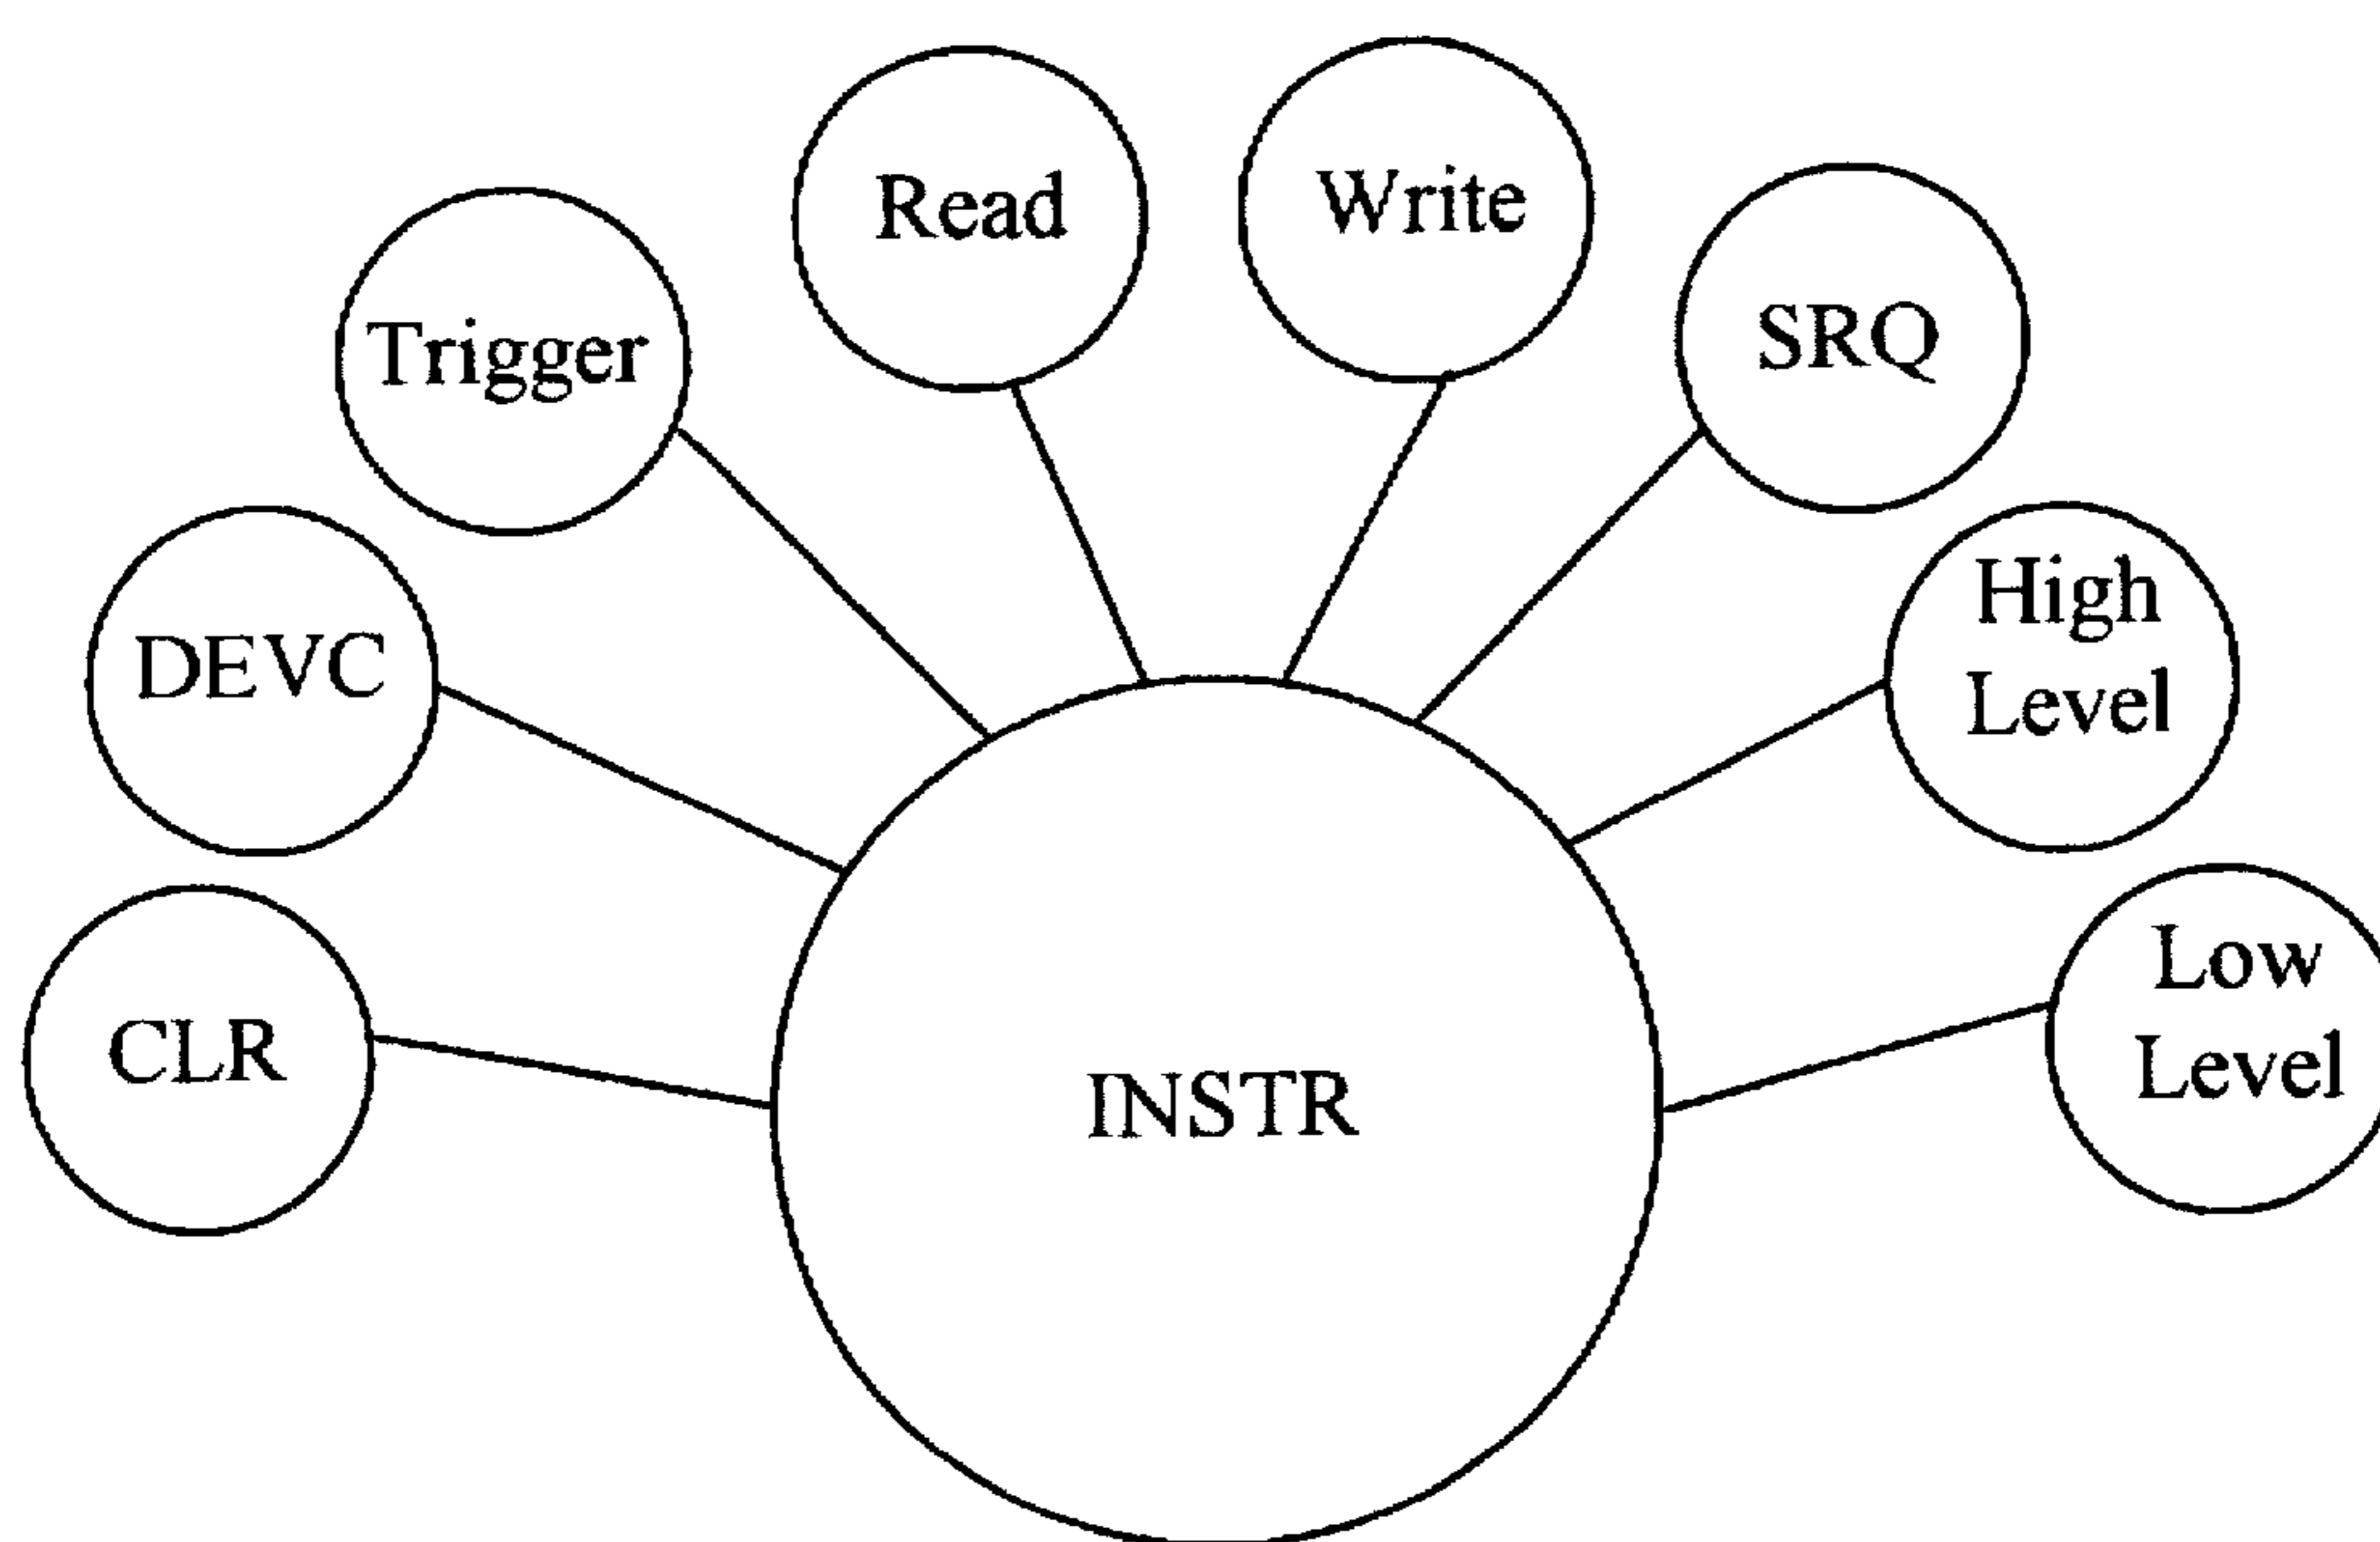 Read
Write
Trigger
SRQ
DEVC
High
Level
CLR
Low
Level
INSTR